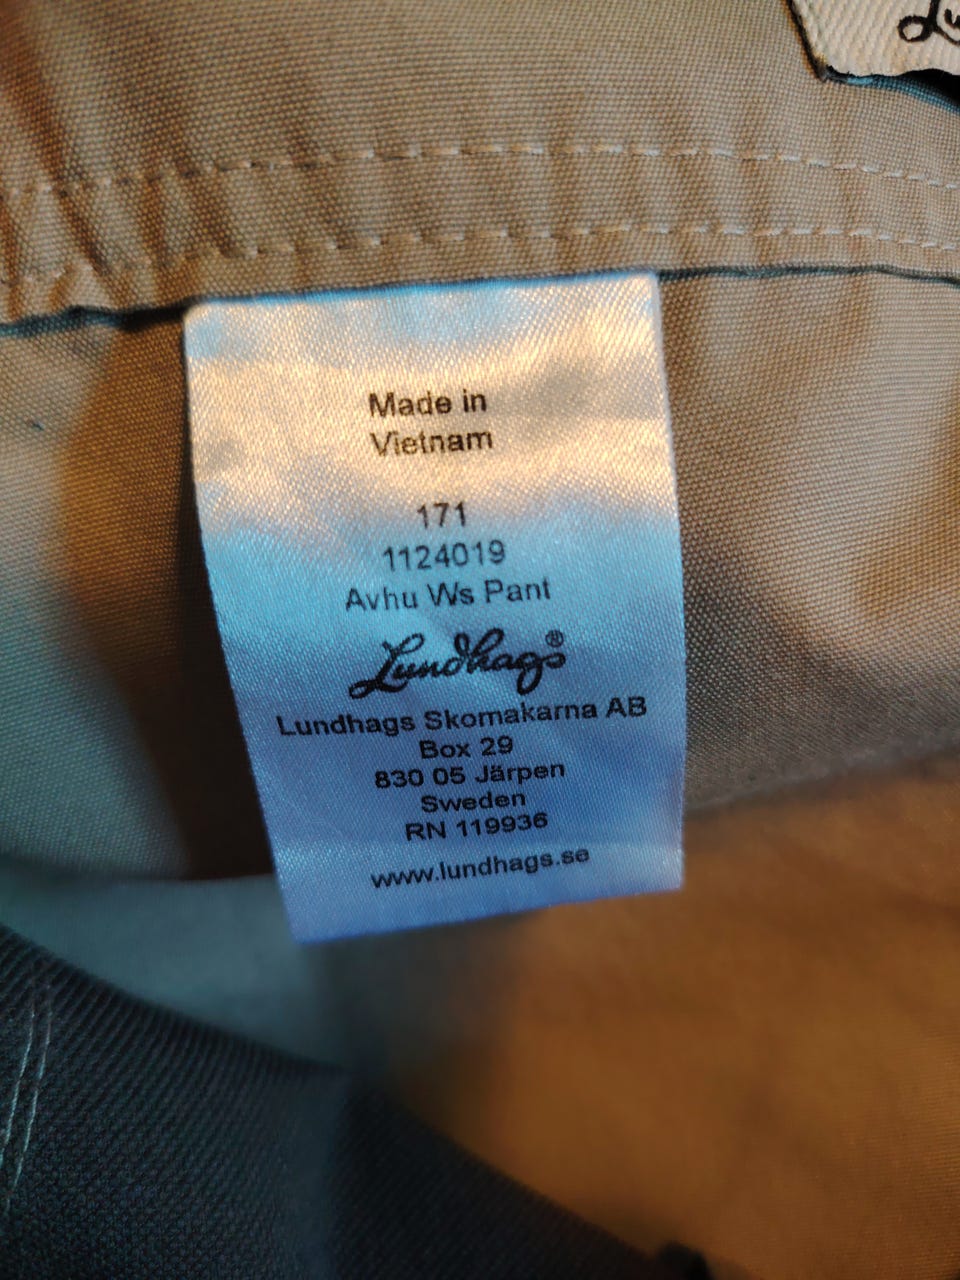 Made in
Vietnam
171
1124019
Avhu Ws Pant
Lundhags®
Lundhags Skomakarna AB
Box 29
830 05 Järpen
Sweden
RN 119936
www.lundhags.se